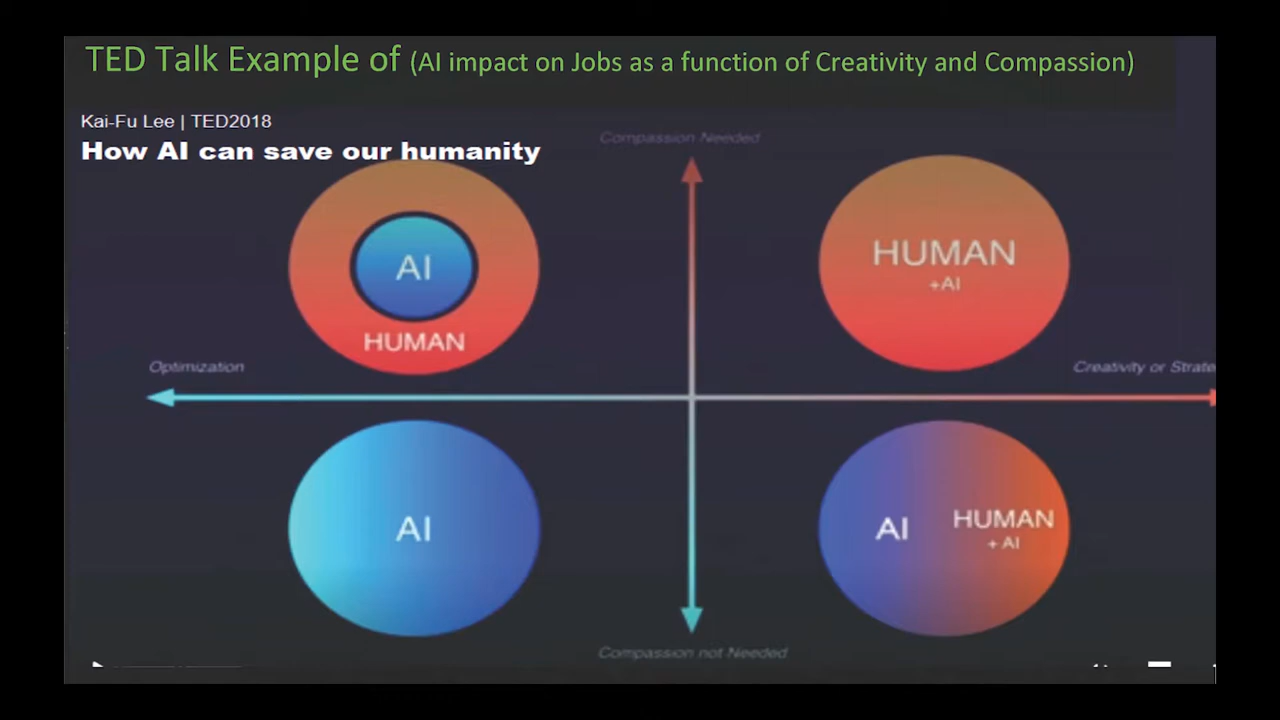 TED Talk Example of (AI impact on Jobs as a function of Creativity and Compassion)
Kai-Fu Lee | TED2018
How AI can save our humanity
Compassion Needed
AI
HUMAN
HUMAN
+AI
Optimization
Creativity or Strate
AI
AI
HUMAN
+ AI
Compassion not Needed